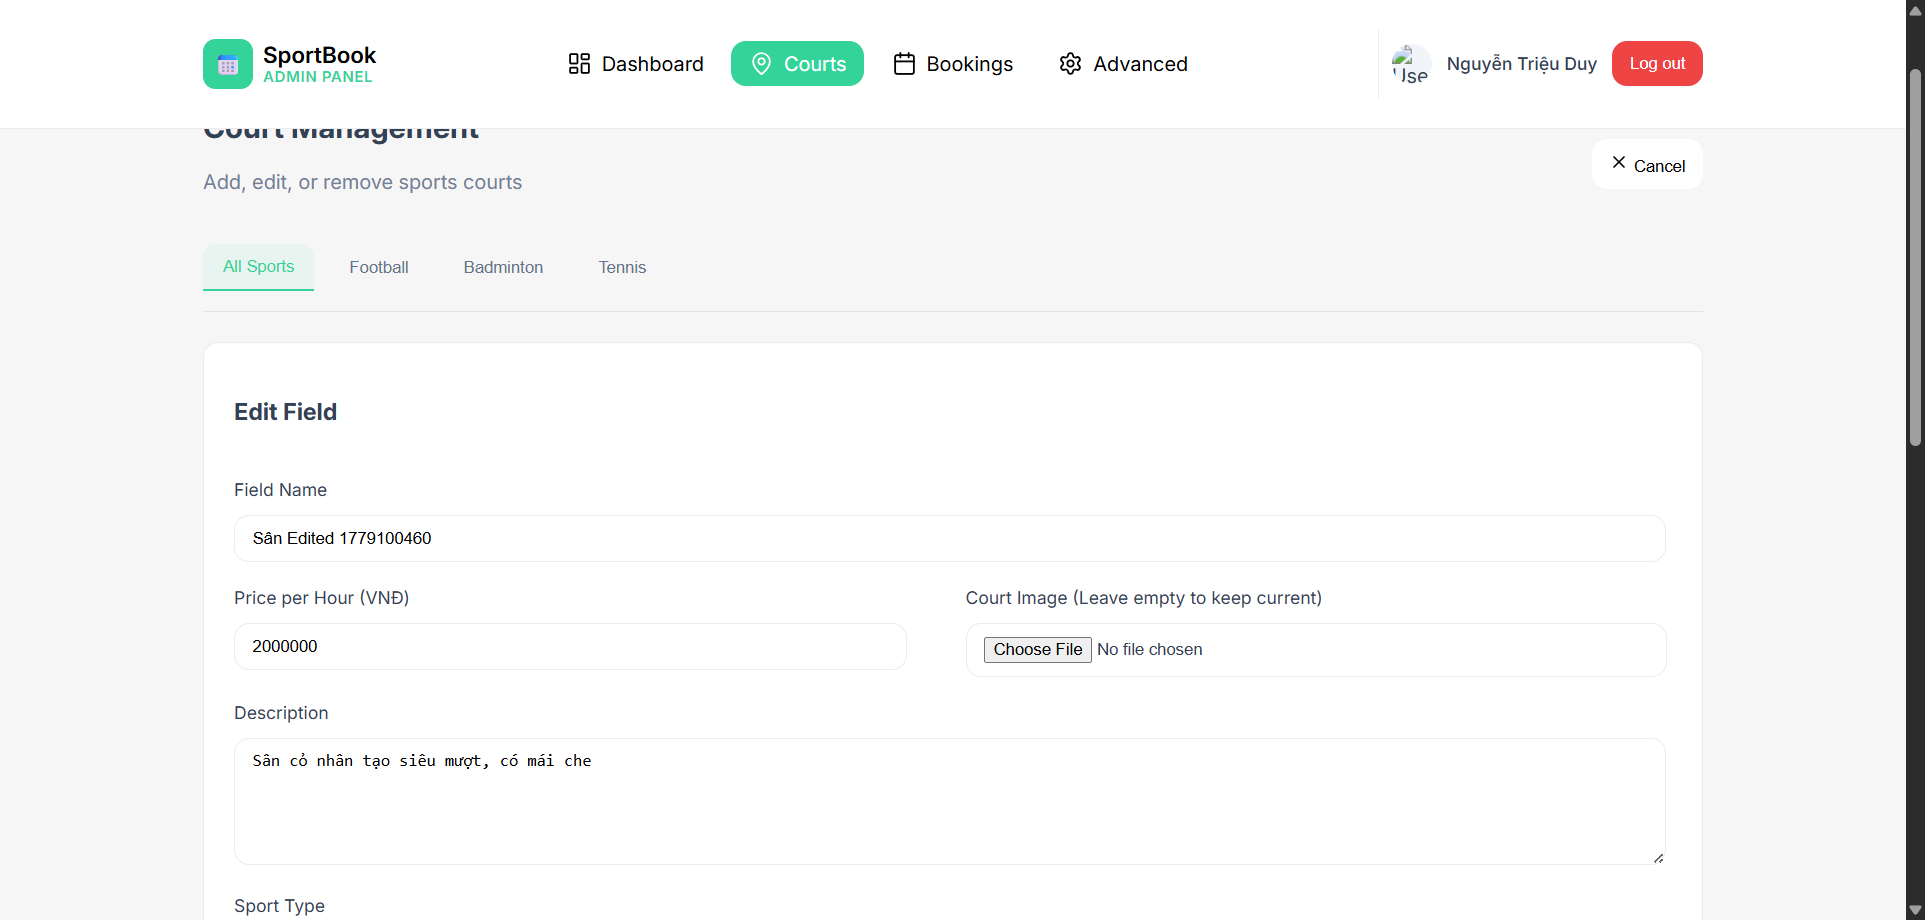 SportBook
ADMIN PANEL
Dashboard
Courts
Bookings
Advanced
Use
Nguyễn Triệu Duy
Log out
Court Management
Cancel
Add, edit, or remove sports courts
All Sports
Football
Badminton
Tennis
Edit Field
Field Name
Sân Edited 1779100460
Price per Hour (VNĐ)
Court Image (Leave empty to keep current)
2000000
Choose File No file chosen
Description
Sân cỏ nhân tạo siêu mượt, có mái che
Sport Type